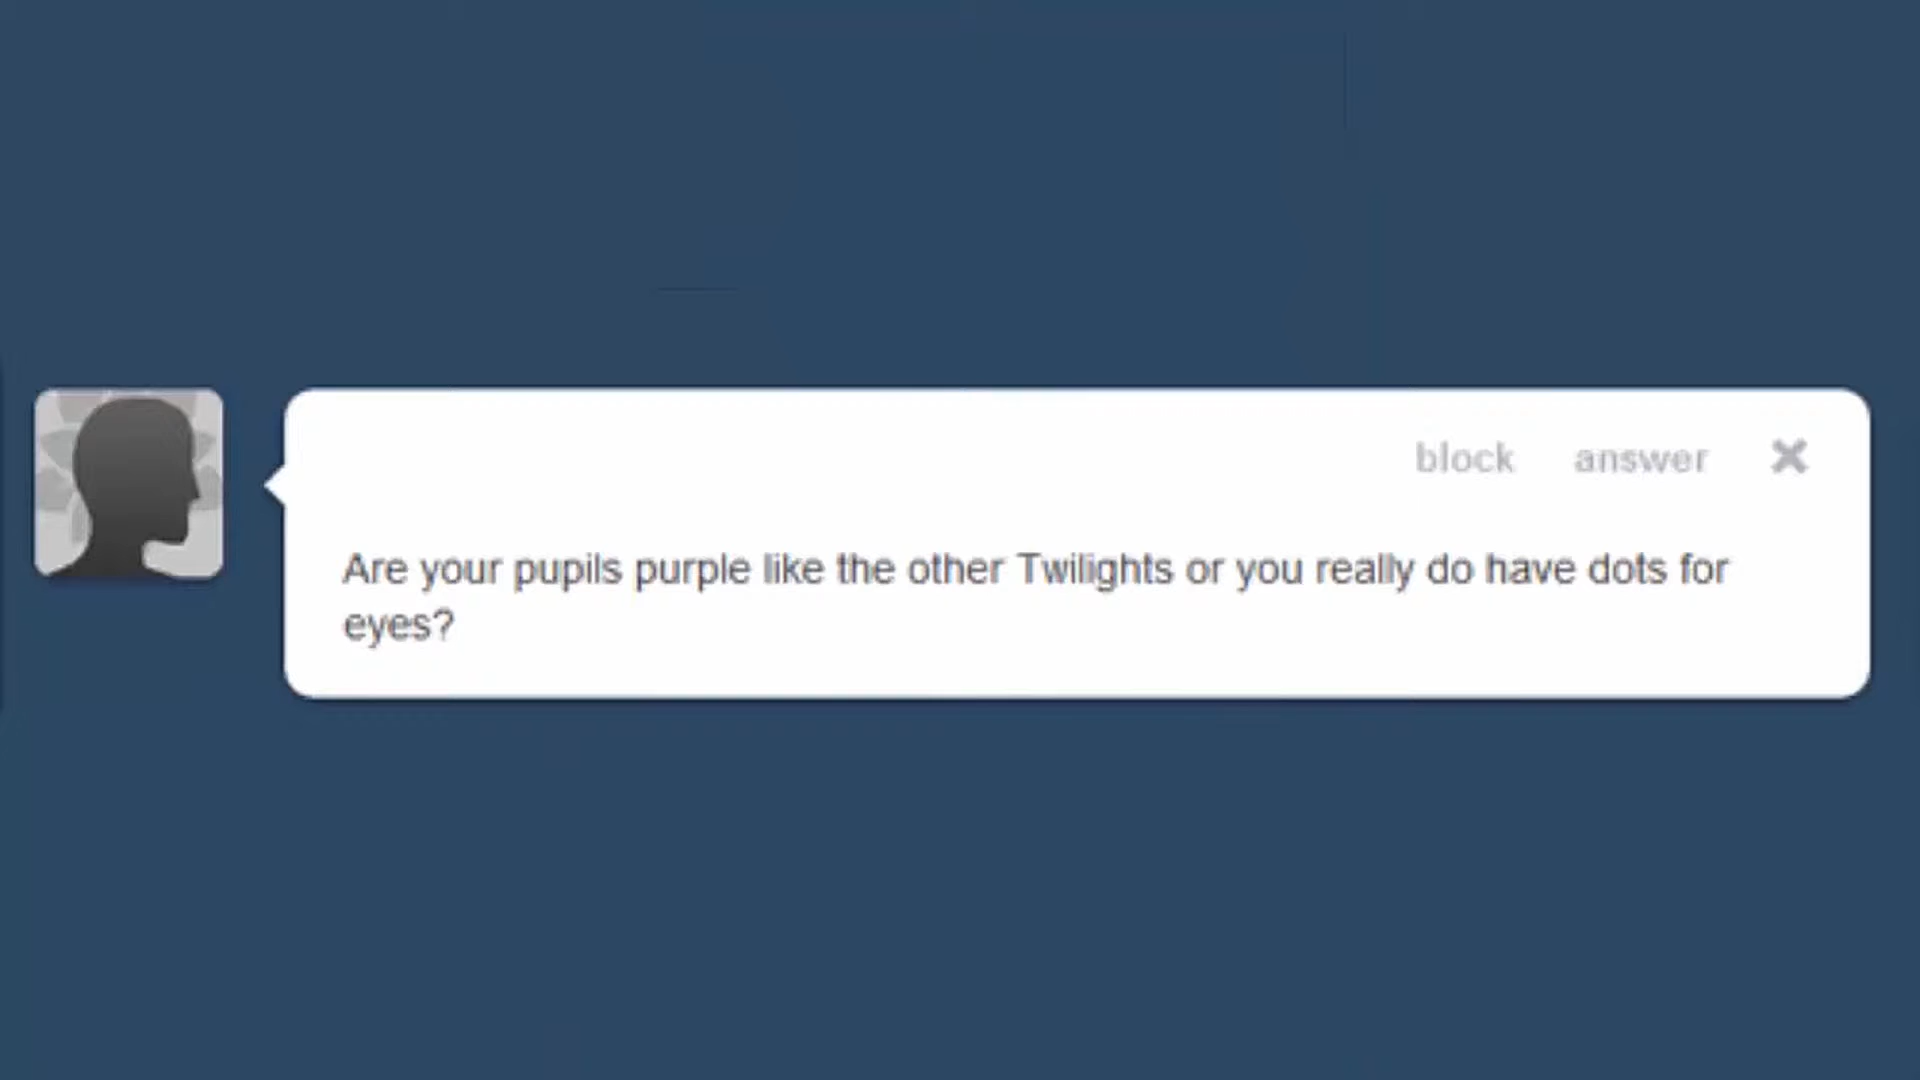 block answer ✖
Are your pupils purple like the other Twilights or you really do have dots for
eyes?